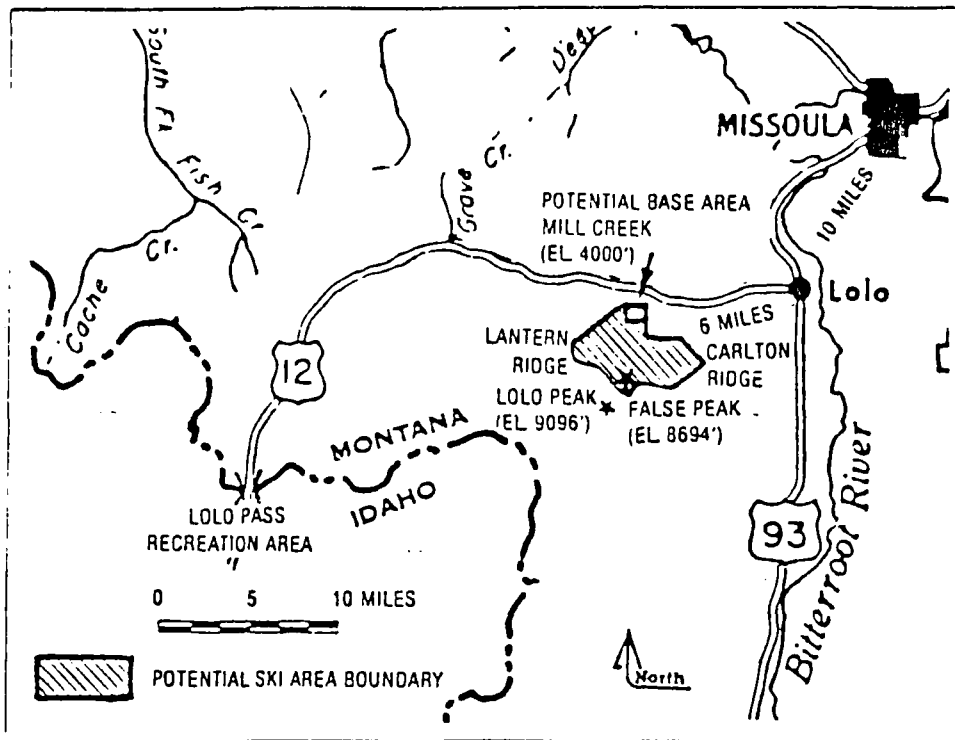 South Fk
Fish Cr
Cache Cr.
Grave Cr.
MISSOULA
10 MILES
POTENTIAL BASE AREA
MILL CREEK
(EL. 4000')
Lolo
6 MILES
LANTERN
RIDGE
CARLTON
RIDGE
12
LOLO PEAK
(EL. 9096')
FALSE PEAK
(EL. 8694')
MONTANA
IDAHO
LOLO PASS
RECREATION AREA
93
Bitterroot River
0 5 10 MILES
POTENTIAL SKI AREA BOUNDARY
North